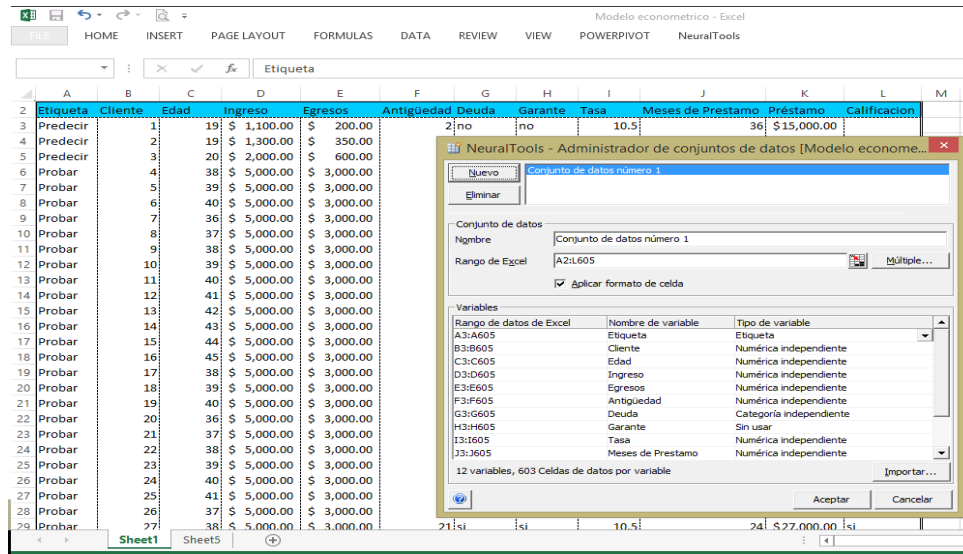 Modelo econometrico - Excel
FILE HOME INSERT PAGE LAYOUT FORMULAS DATA REVIEW VIEW POWERPIVOT NeuralTools
fx Etiqueta
A B C D E F G H I J K L M
2 Etiqueta Cliente Edad Ingreso Egresos Antigüedad Deuda Garante Tasa Meses de Prestamo Préstamo Calificacion
3 Predecir 1 19 $ 1,100.00 $ 200.00 2 no no 10.5 36 $15,000.00
4 Predecir 2 19 $ 1,300.00 $ 350.00
5 Predecir 3 20 $ 2,000.00 $ 600.00
6 Probar 4 38 $ 5,000.00 $ 3,000.00
7 Probar 5 39 $ 5,000.00 $ 3,000.00
8 Probar 6 40 $ 5,000.00 $ 3,000.00
9 Probar 7 36 $ 5,000.00 $ 3,000.00
10 Probar 8 37 $ 5,000.00 $ 3,000.00
11 Probar 9 38 $ 5,000.00 $ 3,000.00
12 Probar 10 39 $ 5,000.00 $ 3,000.00
13 Probar 11 40 $ 5,000.00 $ 3,000.00
14 Probar 12 41 $ 5,000.00 $ 3,000.00
15 Probar 13 42 $ 5,000.00 $ 3,000.00
16 Probar 14 43 $ 5,000.00 $ 3,000.00
17 Probar 15 44 $ 5,000.00 $ 3,000.00
18 Probar 16 45 $ 5,000.00 $ 3,000.00
19 Probar 17 38 $ 5,000.00 $ 3,000.00
20 Probar 18 39 $ 5,000.00 $ 3,000.00
21 Probar 19 40 $ 5,000.00 $ 3,000.00
22 Probar 20 36 $ 5,000.00 $ 3,000.00
23 Probar 21 37 $ 5,000.00 $ 3,000.00
24 Probar 22 38 $ 5,000.00 $ 3,000.00
25 Probar 23 39 $ 5,000.00 $ 3,000.00
26 Probar 24 40 $ 5,000.00 $ 3,000.00
27 Probar 25 41 $ 5,000.00 $ 3,000.00
28 Probar 26 37 $ 5,000.00 $ 3,000.00
29 Probar 27 38 $ 5,000.00 $ 3,000.00 21 si si 10.5 24 $27,000.00 si
NeuralTools - Administrador de conjuntos de datos [Modelo econome...
Nuevo Conjunto de datos número 1
Eliminar
Conjunto de datos
Nombre Conjunto de datos número 1
Rango de Excel A2:L605 Múltiple...
Aplicar formato de celda
Variables
Rango de datos de Excel Nombre de variable Tipo de variable
A3:A605 Etiqueta Etiqueta
B3:B605 Cliente Numérica independiente
C3:C605 Edad Numérica independiente
D3:D605 Ingreso Numérica independiente
E3:E605 Egresos Numérica independiente
F3:F605 Antigüedad Numérica independiente
G3:G605 Deuda Categoría independiente
H3:H605 Garante Sin usar
I3:I605 Tasa Numérica independiente
J3:J605 Meses de Prestamo Numérica independiente
12 variables, 603 Celdas de datos por variable Importar...
Aceptar Cancelar
Sheet1 Sheet5